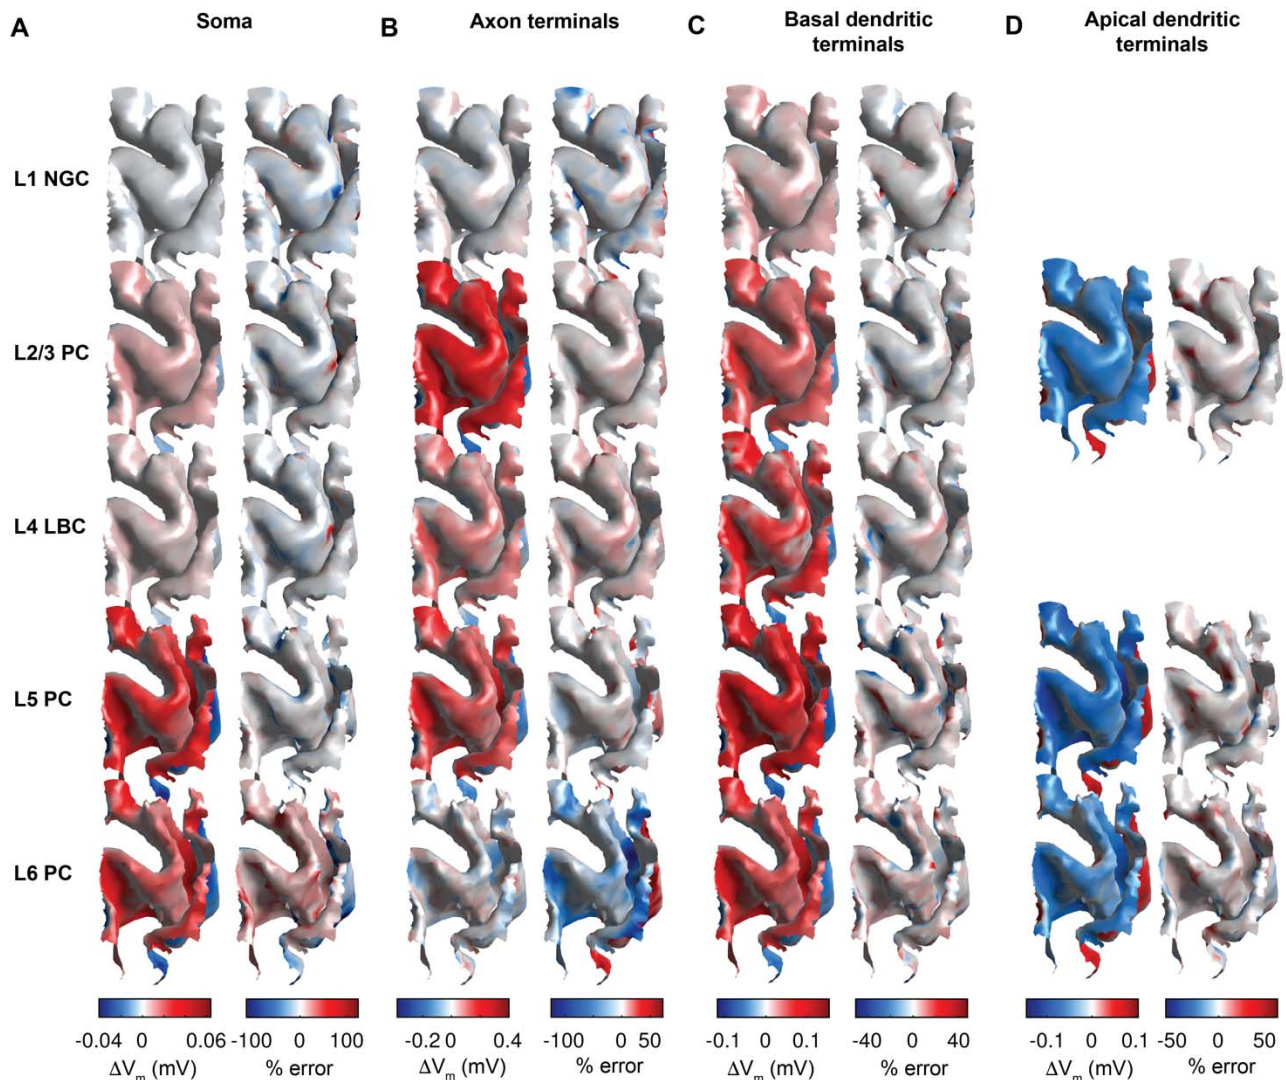 A Soma B Axon terminals C Basal dendritic terminals D Apical dendritic terminals
L1 NGC
L2/3 PC
L4 LBC
L5 PC
L6 PC
-0.04 0 0.06 -100 0 100 -0.2 0 0.4 -100 0 50 -0.1 0 0.1 -40 0 40 -0.1 0 0.1 -50 0 50
ΔVm (mV) % error ΔVm (mV) % error ΔVm (mV) % error ΔVm (mV) % error